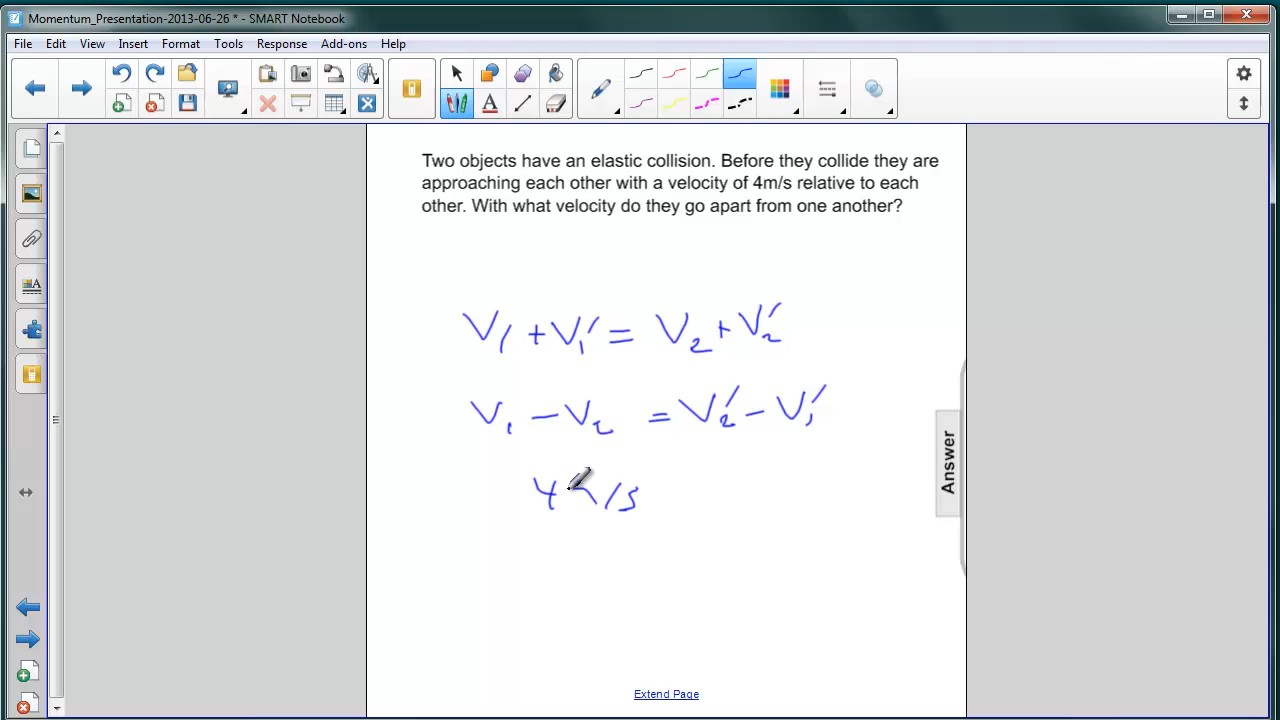 Momentum_Presentation-2013-06-26 * - SMART Notebook
File Edit View Insert Format Tools Response Add-ons Help
Two objects have an elastic collision. Before they collide they are
approaching each other with a velocity of 4m/s relative to each
other. With what velocity do they go apart from one another?
V₁ + V₁′ = V₂ + V₂′
V₁ − V₂ = V₂′ − V₁′
4m/s
Answer
Extend Page